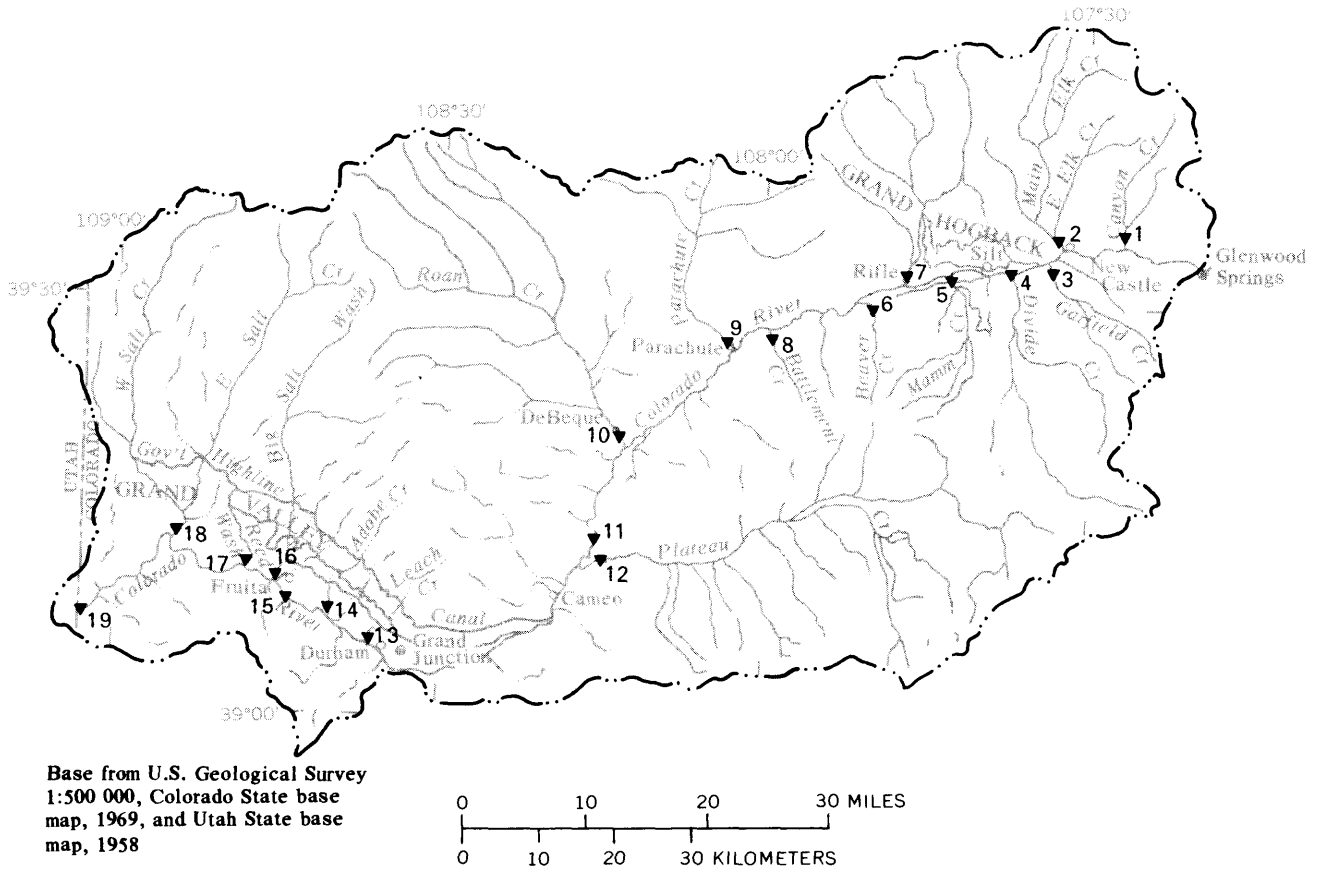 107°30'
108°30'
108°00'
109°00'
39°30'
39°00'
Elk Cr
Main
E Elk Cr
Canyon Cr
GRAND HOGBACK
Parachute Cr
Roan Cr
W Salt Cr
E Salt Cr
Big Salt Wash
Rifle
Silt
New
Castle
Glenwood
Springs
Garfield Cr
Divide Cr
Mamm Cr
Beaver Cr
Battlement Cr
Parachute
Colorado River
DeBeque
UTAH
COLORADO
Gov't Highline Canal
GRAND VALLEY
Adobe Cr
Leach Cr
Reed Wash
Plateau Cr
Cameo
Colorado River
Fruita
Durham
Grand
Junction
1
2
3
4
5
6
7
8
9
10
11
12
13
14
15
16
17
18
19
Base from U.S. Geological Survey
1:500 000, Colorado State base
map, 1969, and Utah State base
map, 1958
0 10 20 30 MILES
0 10 20 30 KILOMETERS